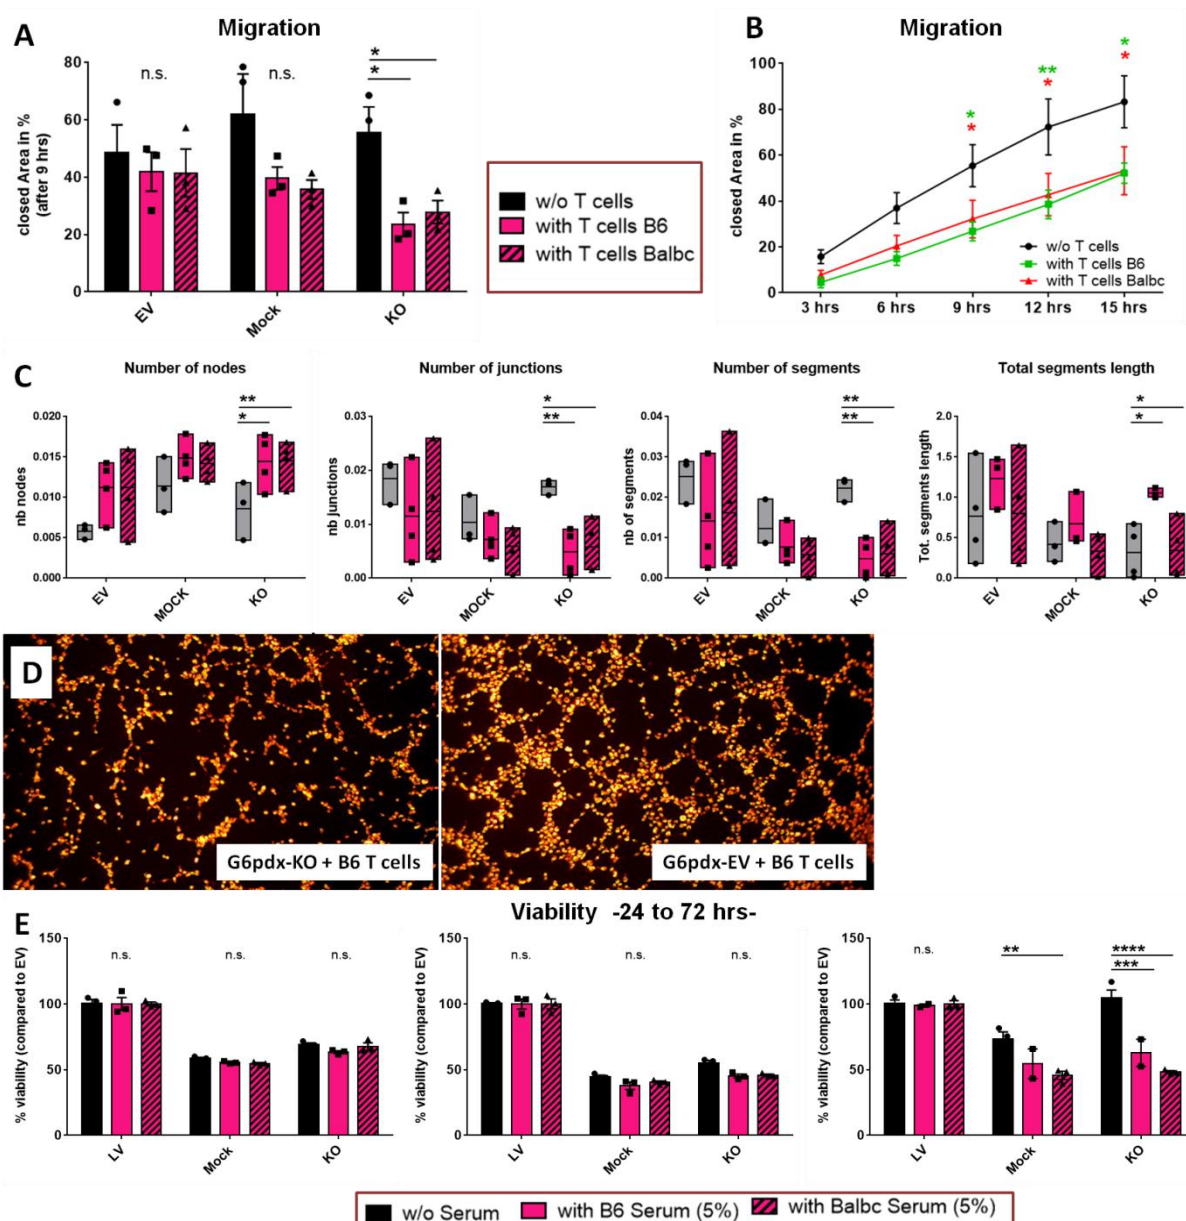 A
Migration
closed Area in %
(after 9 hrs)
80
60
40
20
0
n.s.
n.s.
*
*
EV
Mock
KO
w/o T cells
with T cells B6
with T cells Balbc
B
Migration
closed Area in %
100
80
60
40
20
0
*
*
**
*
*
*
w/o T cells
with T cells B6
with T cells Balbc
3 hrs
6 hrs
9 hrs
12 hrs
15 hrs
C
Number of nodes
nb nodes
0.020
0.015
0.010
0.005
0.000
**
*
EV
MOCK
KO
Number of junctions
nb junctions
0.03
0.02
0.01
0.00
*
**
EV
MOCK
KO
Number of segments
nb of segments
0.04
0.03
0.02
0.01
0.00
**
**
EV
MOCK
KO
Total segments length
Tot. segments length
2.0
1.5
1.0
0.5
0.0
*
*
EV
MOCK
KO
D
G6pdx-KO + B6 T cells
G6pdx-EV + B6 T cells
E
Viability -24 to 72 hrs-
% viability (compared to EV)
150
100
50
0
n.s.
n.s.
n.s.
LV
Mock
KO
% viability (compared to EV)
150
100
50
0
n.s.
n.s.
n.s.
LV
Mock
KO
% viability (compared to EV)
150
100
50
0
n.s.
**
****
***
LV
Mock
KO
w/o Serum
with B6 Serum (5%)
with Balbc Serum (5%)